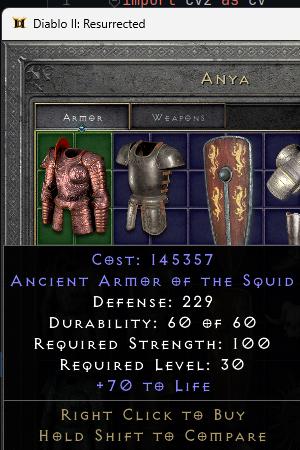 import cv2 as cv
Diablo II: Resurrected
Anya
Armor
Weapons
Cost: 145357
Ancient Armor of the Squid
Defense: 229
Durability: 60 of 60
Required Strength: 100
Required Level: 30
+70 to Life
Right Click to Buy
Hold Shift to Compare